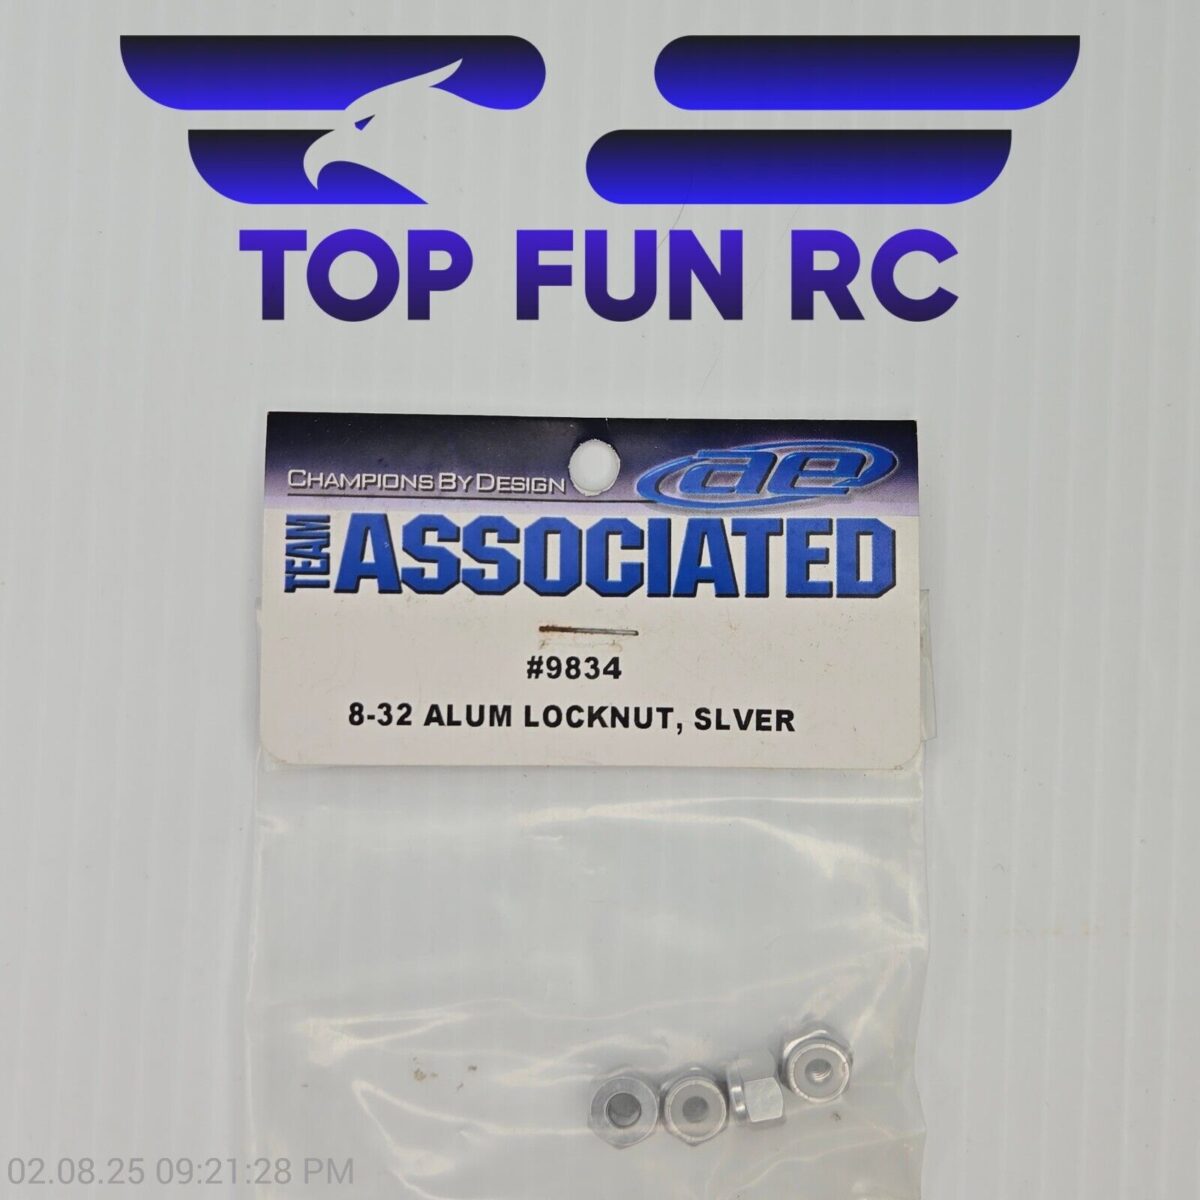 TOP FUN RC
CHAMPIONS BY DESIGN
ae
TEAM ASSOCIATED
#9834
8-32 ALUM LOCKNUT, SLVER
02.08.25 09:21:28 PM